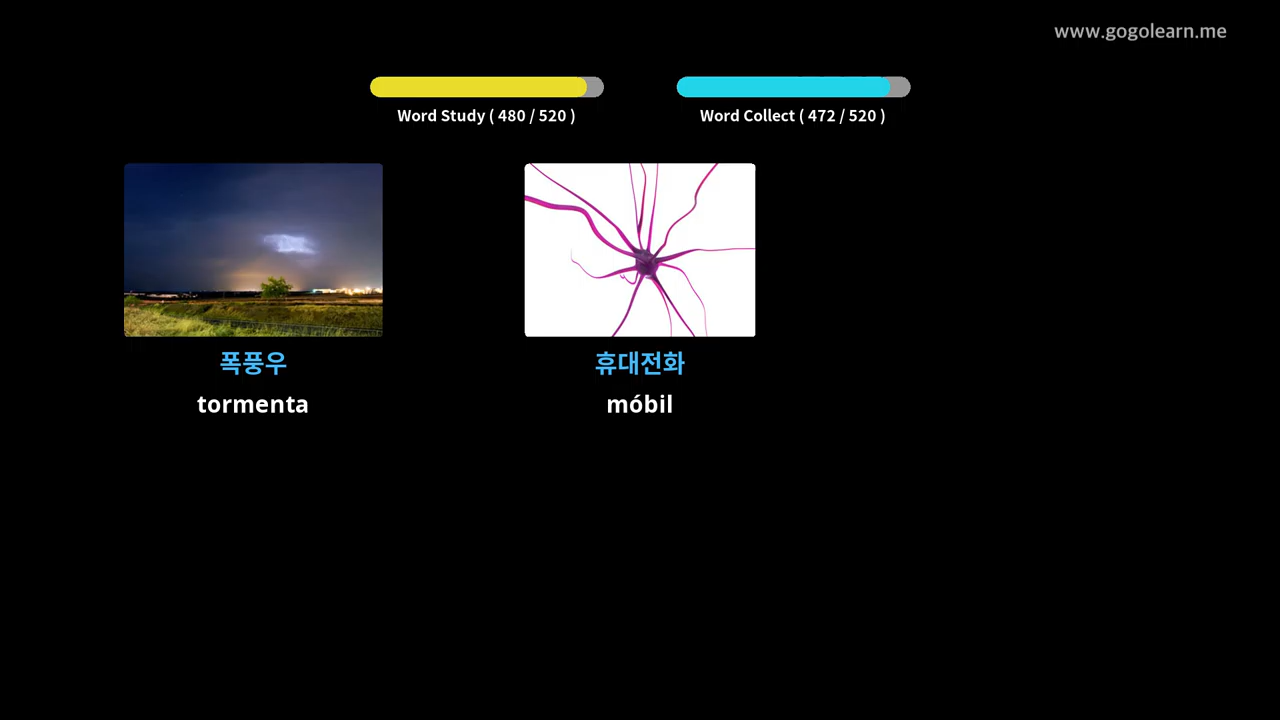 www.gogolearn.me
Word Study ( 480 / 520 )
Word Collect ( 472 / 520 )
폭풍우
tormenta
휴대전화
móbil